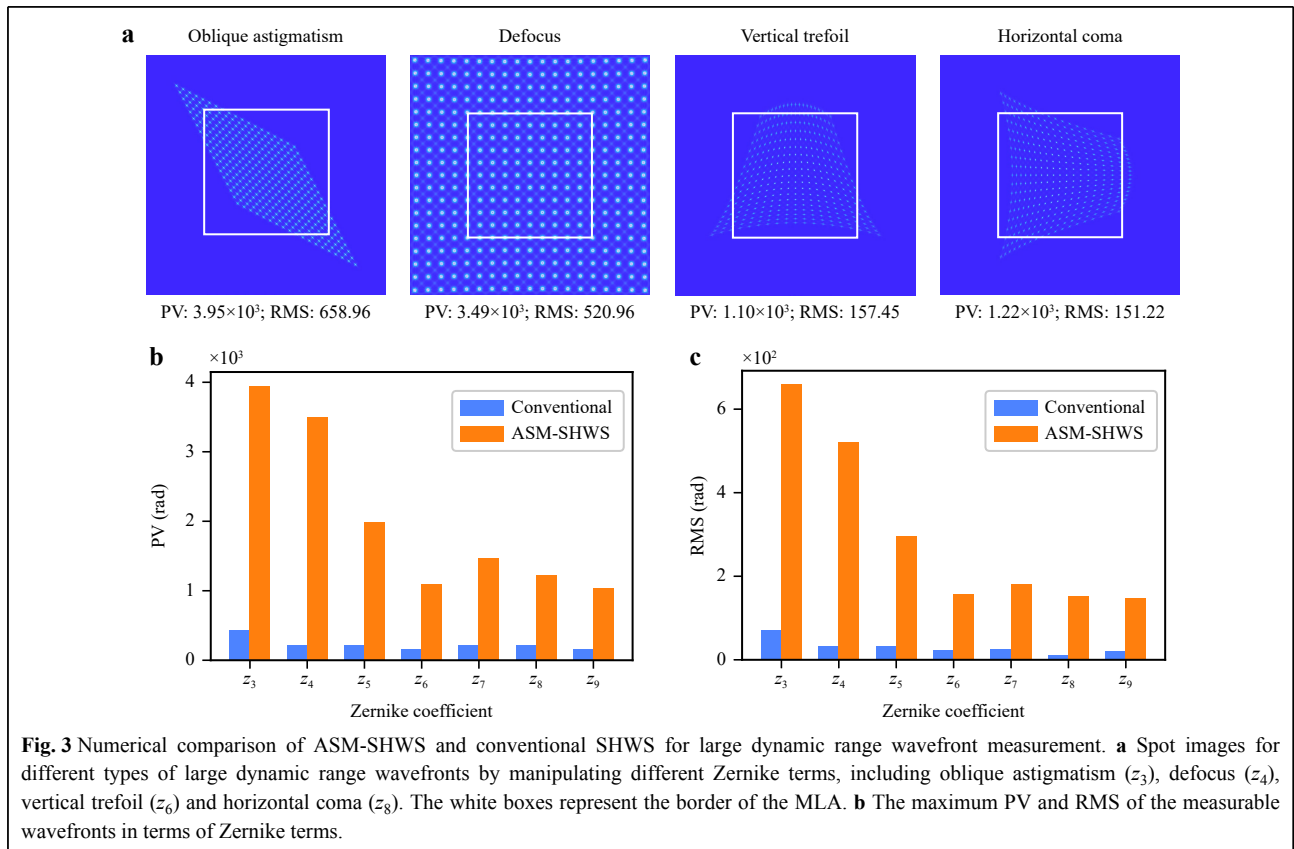 a
Oblique astigmatism
Defocus
Vertical trefoil
Horizontal coma
PV: 3.95×10³; RMS: 658.96
PV: 3.49×10³; RMS: 520.96
PV: 1.10×10³; RMS: 157.45
PV: 1.22×10³; RMS: 151.22
b
×10³
4
3
2
1
0
PV (rad)
Conventional
ASM-SHWS
z₃
z₄
z₅
z₆
z₇
z₈
z₉
Zernike coefficient
c
×10²
6
4
2
0
RMS (rad)
Conventional
ASM-SHWS
z₃
z₄
z₅
z₆
z₇
z₈
z₉
Zernike coefficient
Fig. 3 Numerical comparison of ASM-SHWS and conventional SHWS for large dynamic range wavefront measurement. a Spot images for
different types of large dynamic range wavefronts by manipulating different Zernike terms, including oblique astigmatism (z₃), defocus (z₄),
vertical trefoil (z₆) and horizontal coma (z₈). The white boxes represent the border of the MLA. b The maximum PV and RMS of the measurable
wavefronts in terms of Zernike terms.